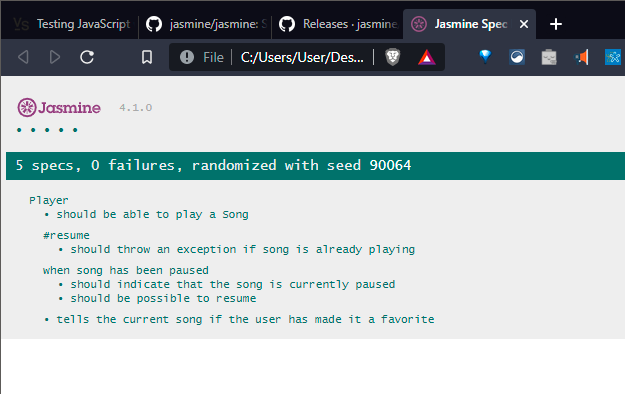 Testing JavaScript
jasmine/jasmine: S
Releases · jasmine
Jasmine Spec
File
C:/Users/User/Des...
Jasmine 4.1.0
• • • • •
5 specs, 0 failures, randomized with seed 90064
Player
• should be able to play a Song
#resume
• should throw an exception if song is already playing
when song has been paused
• should indicate that the song is currently paused
• should be possible to resume
• tells the current song if the user has made it a favorite